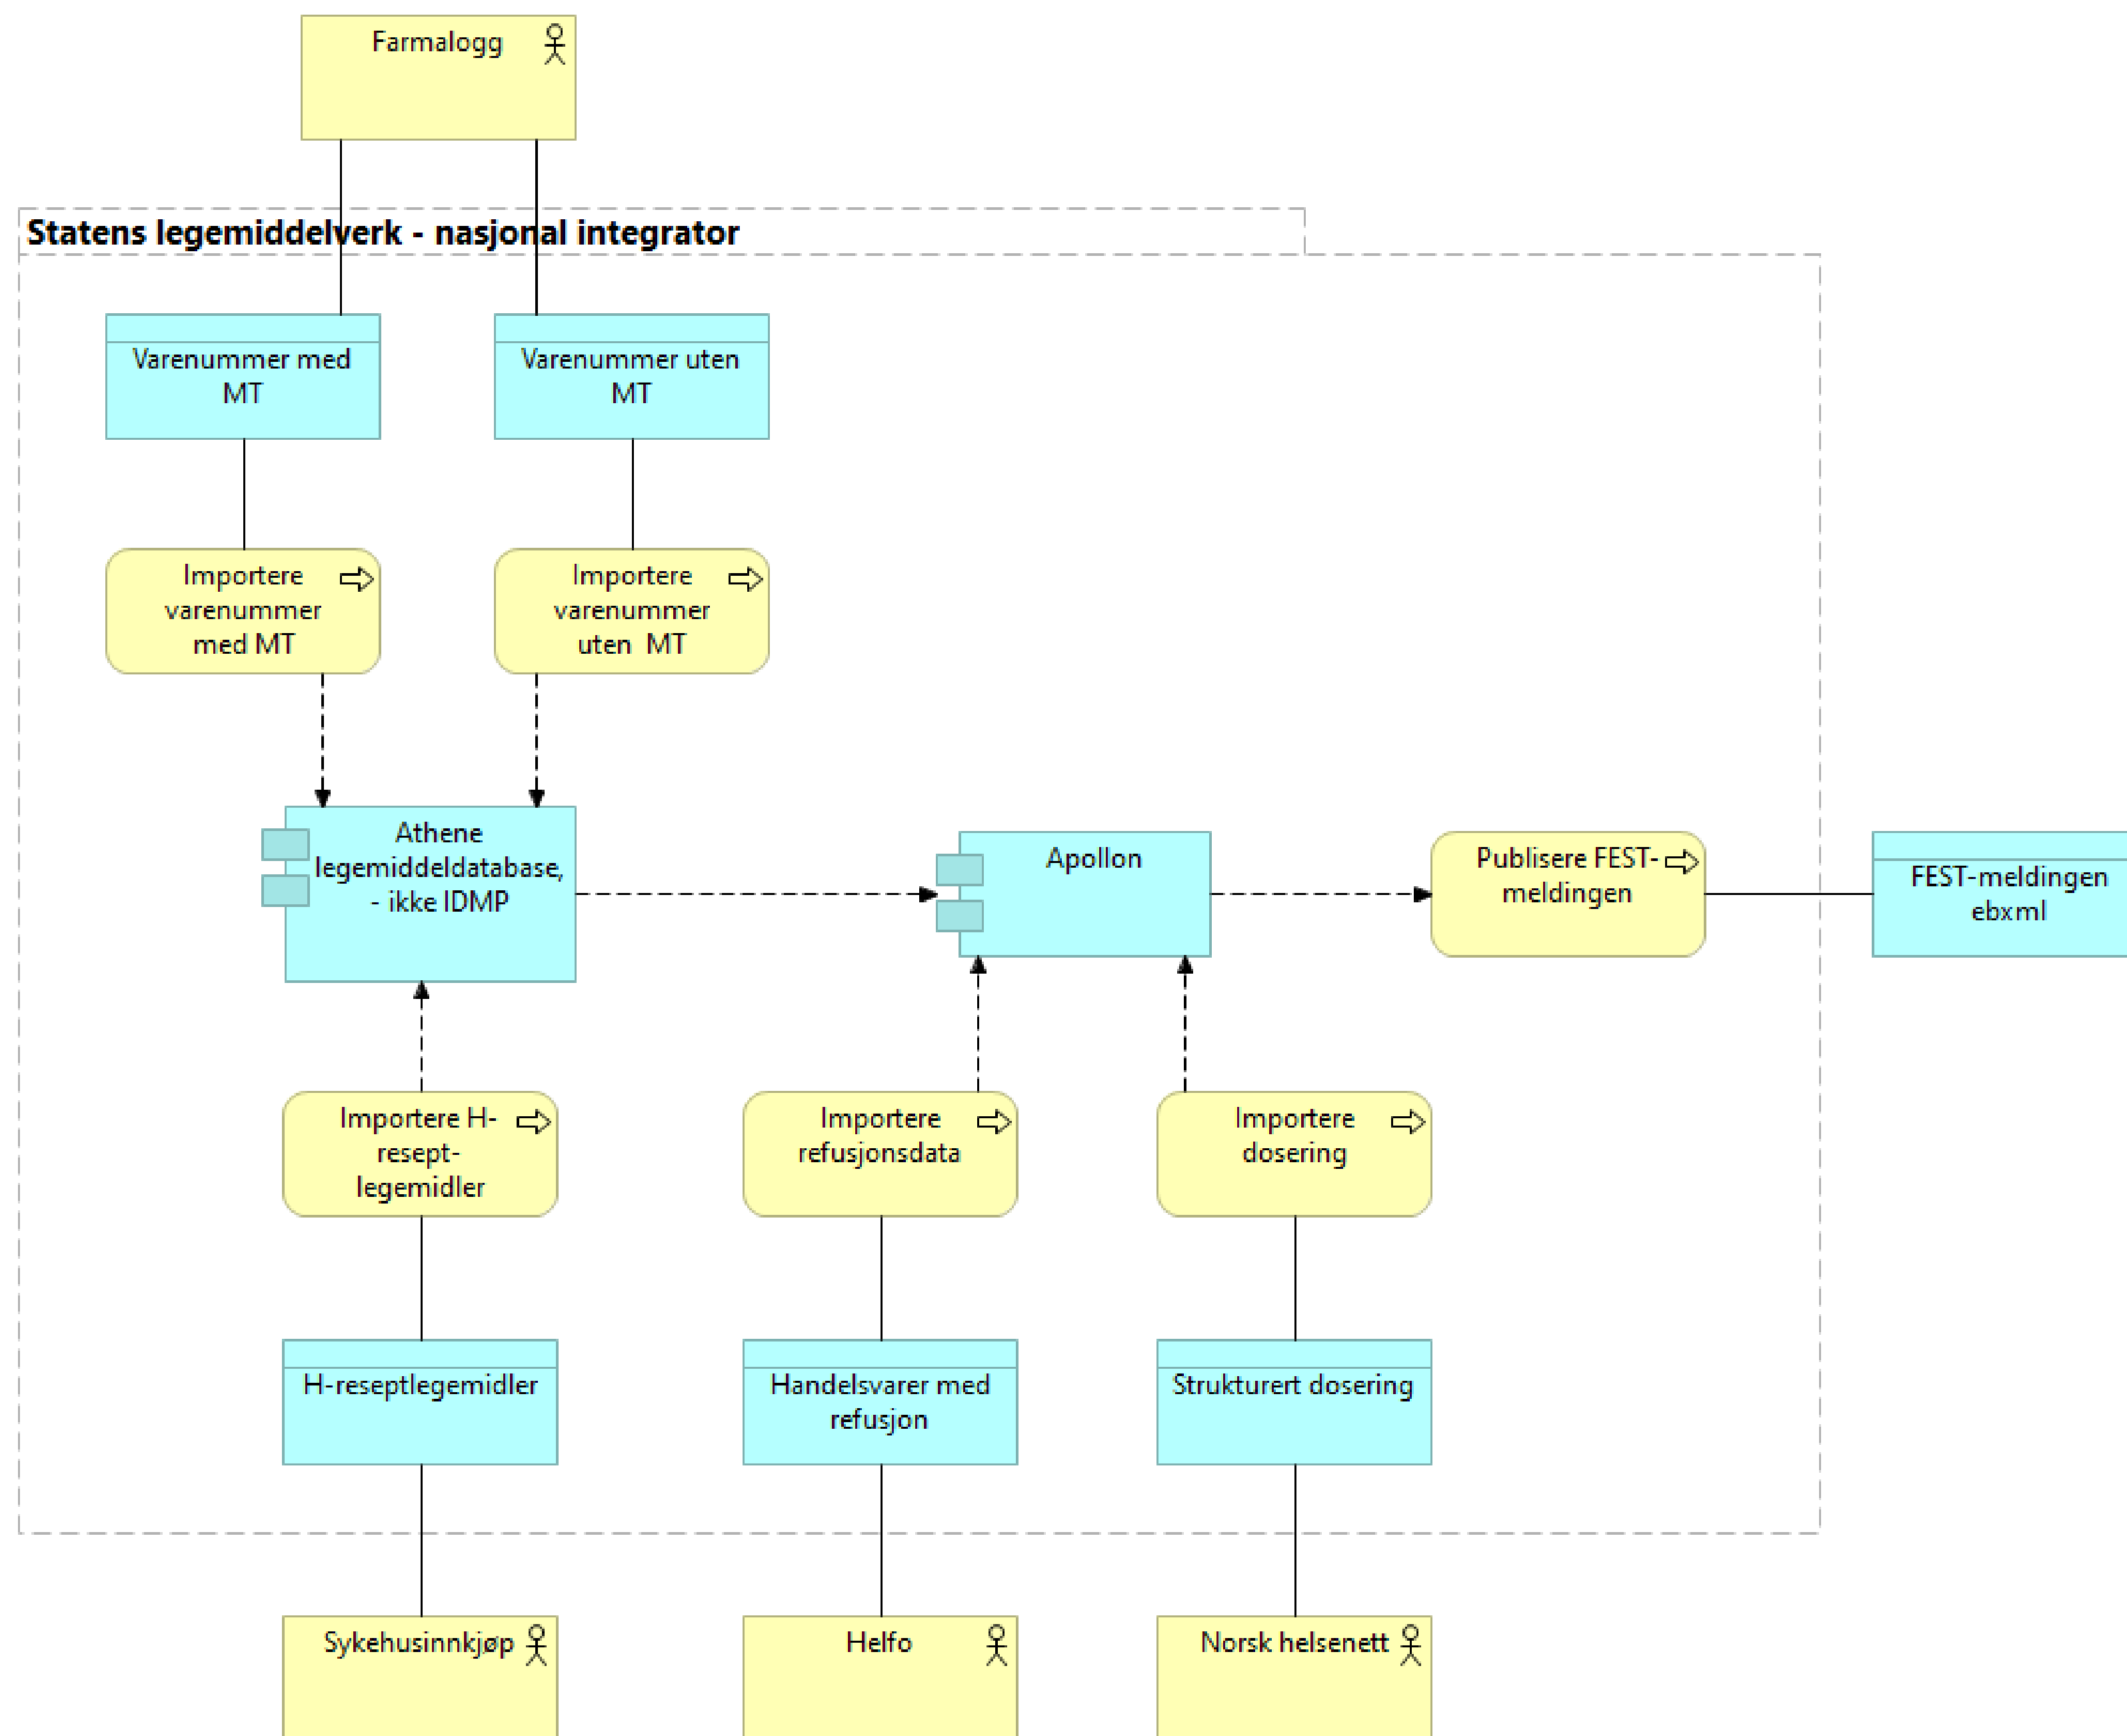 Farmalogg
Statens legemiddelverk - nasjonal integrator
Varenummer med
MT
Varenummer uten
MT
Importere
varenummer
med MT
Importere
varenummer
uten  MT
Athene
legemiddeldatabase,
- ikke IDMP
Apollon
Publisere FEST-
meldingen
FEST-meldingen
ebxml
Importere H-
resept-
legemidler
Importere
refusjonsdata
Importere
dosering
H-reseptlegemidler
Handelsvarer med
refusjon
Strukturert dosering
Sykehusinnkjøp
Helfo
Norsk helsenett